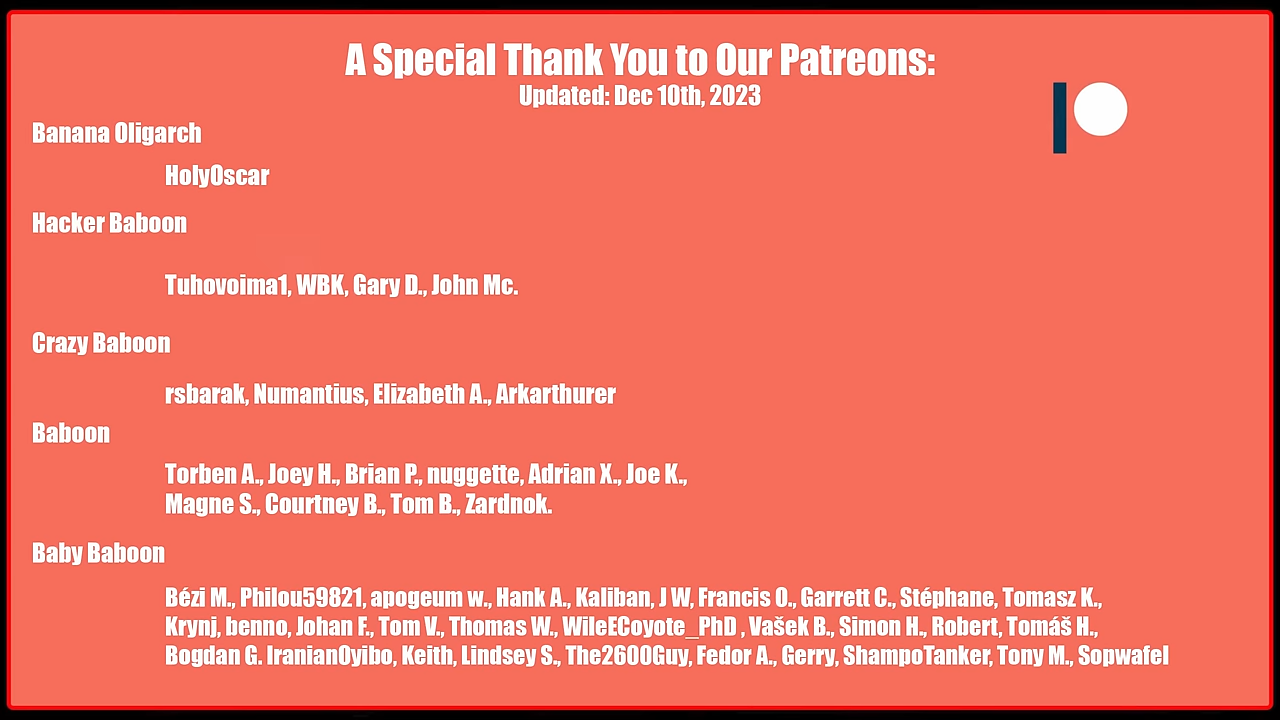 A Special Thank You to Our Patreons:
Updated: Dec 10th, 2023
Banana Oligarch
HolyOscar
Hacker Baboon
Tuhovoima1, WBK, Gary D., John Mc.
Crazy Baboon
rsbarak, Numantius, Elizabeth A., Arkarthurer
Baboon
Torben A., Joey H., Brian P., nuggette, Adrian X., Joe K.,
Magne S., Courtney B., Tom B., Zardnok.
Baby Baboon
Bézi M., Philou59821, apogeum w., Hank A., Kaliban, J W, Francis O., Garrett C., Stéphane, Tomasz K.,
Krynj, benno, Johan F., Tom V., Thomas W., WileECoyote_PhD , Vašek B., Simon H., Robert, Tomáš H.,
Bogdan G. IranianOyibo, Keith, Lindsey S., The2600Guy, Fedor A., Gerry, ShampoTanker, Tony M., Sopwafel